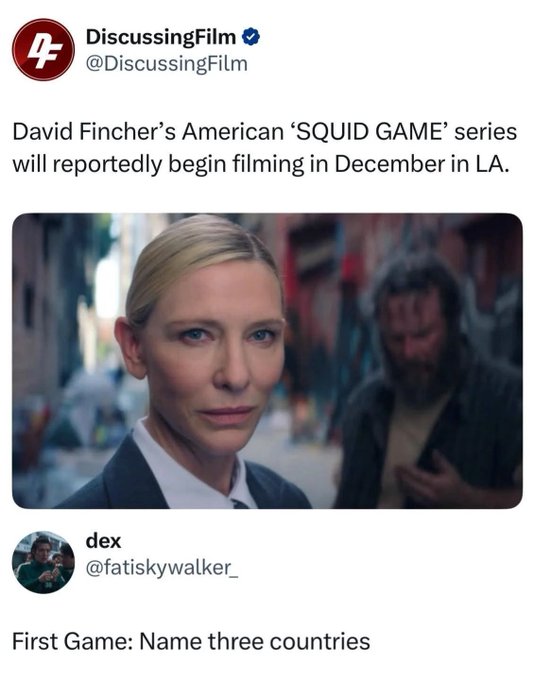 DiscussingFilm
@DiscussingFilm
David Fincher’s American ‘SQUID GAME’ series
will reportedly begin filming in December in LA.
dex
@fatiskywalker_
First Game: Name three countries